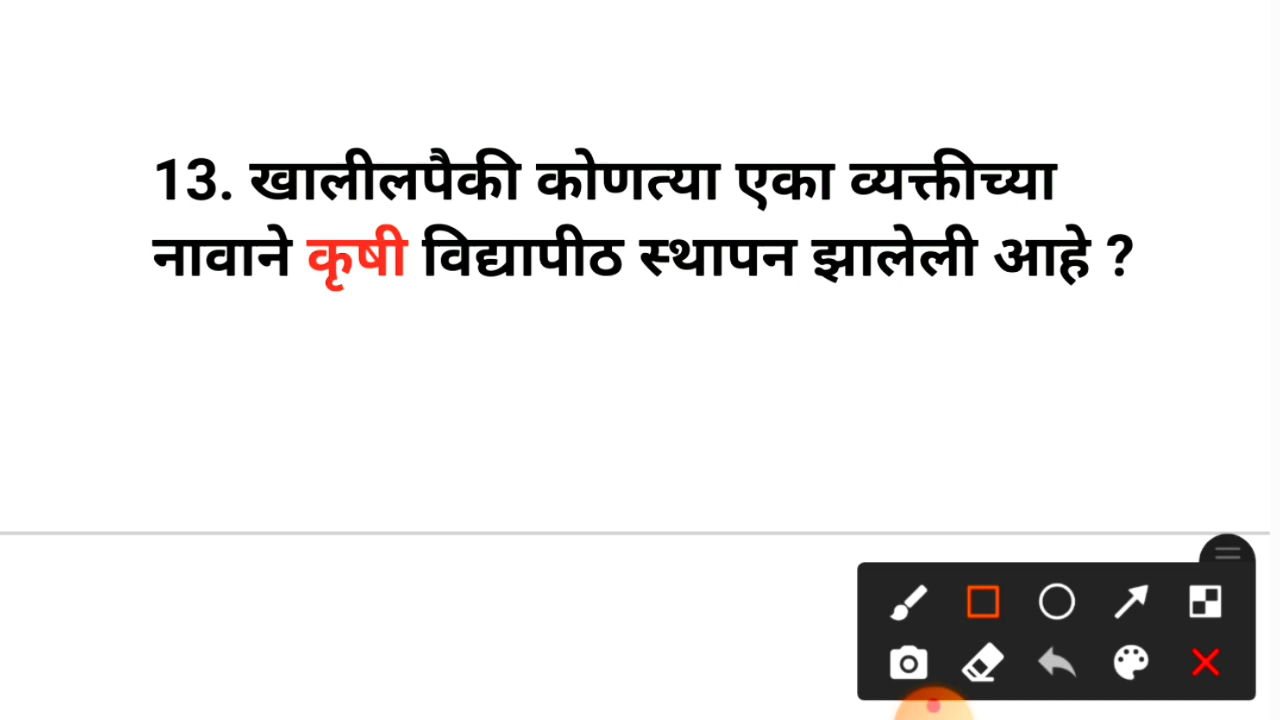 13. खालीलपैकी कोणत्या एका व्यक्तीच्या
नावाने कृषी विद्यापीठ स्थापन झालेली आहे ?